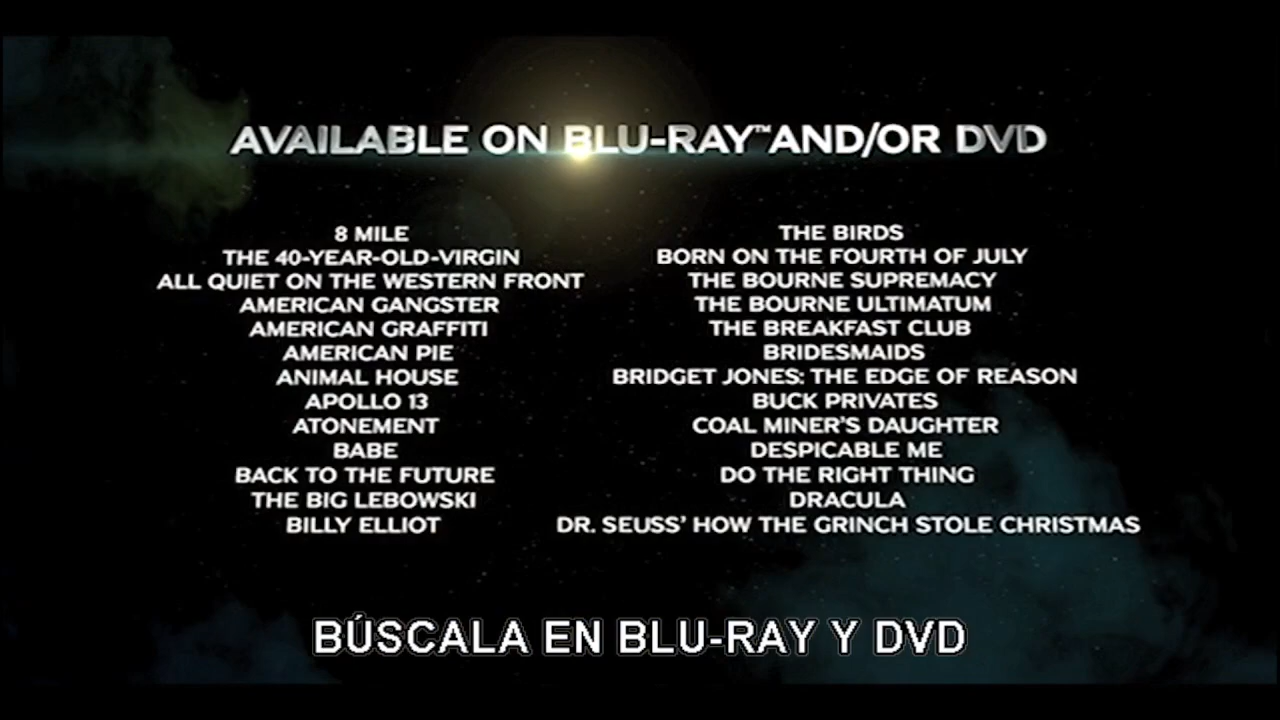 AVAILABLE ON BLU-RAY™ AND/OR DVD
8 MILE
THE 40-YEAR-OLD-VIRGIN
ALL QUIET ON THE WESTERN FRONT
AMERICAN GANGSTER
AMERICAN GRAFFITI
AMERICAN PIE
ANIMAL HOUSE
APOLLO 13
ATONEMENT
BABE
BACK TO THE FUTURE
THE BIG LEBOWSKI
BILLY ELLIOT
THE BIRDS
BORN ON THE FOURTH OF JULY
THE BOURNE SUPREMACY
THE BOURNE ULTIMATUM
THE BREAKFAST CLUB
BRIDESMAIDS
BRIDGET JONES: THE EDGE OF REASON
BUCK PRIVATES
COAL MINER'S DAUGHTER
DESPICABLE ME
DO THE RIGHT THING
DRACULA
DR. SEUSS' HOW THE GRINCH STOLE CHRISTMAS
BÚSCALA EN BLU-RAY Y DVD